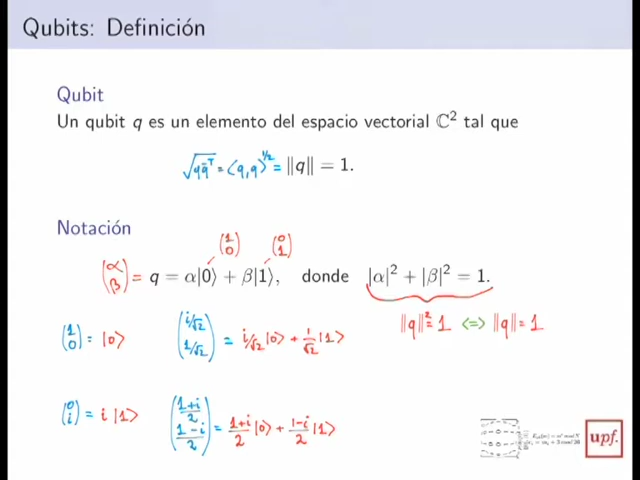 Qubits: Definición
Qubit
Un qubit q es un elemento del espacio vectorial ℂ² tal que
√(q q̄ᵀ) = ⟨q,q⟩^{1/2} = ‖q‖ = 1.
Notación
(1 0) (0 1)
(α β) = q = α|0⟩ + β|1⟩, donde |α|² + |β|² = 1.
‖q‖² = 1 ⟺ ‖q‖ = 1
(1 0) = |0⟩ (i/√2 1/√2) = i/√2 |0⟩ + 1/√2 |1⟩
(0 i) = i |1⟩ (1+i/2 1-i/2) = 1+i/2 |0⟩ + 1-i/2 |1⟩
upf.